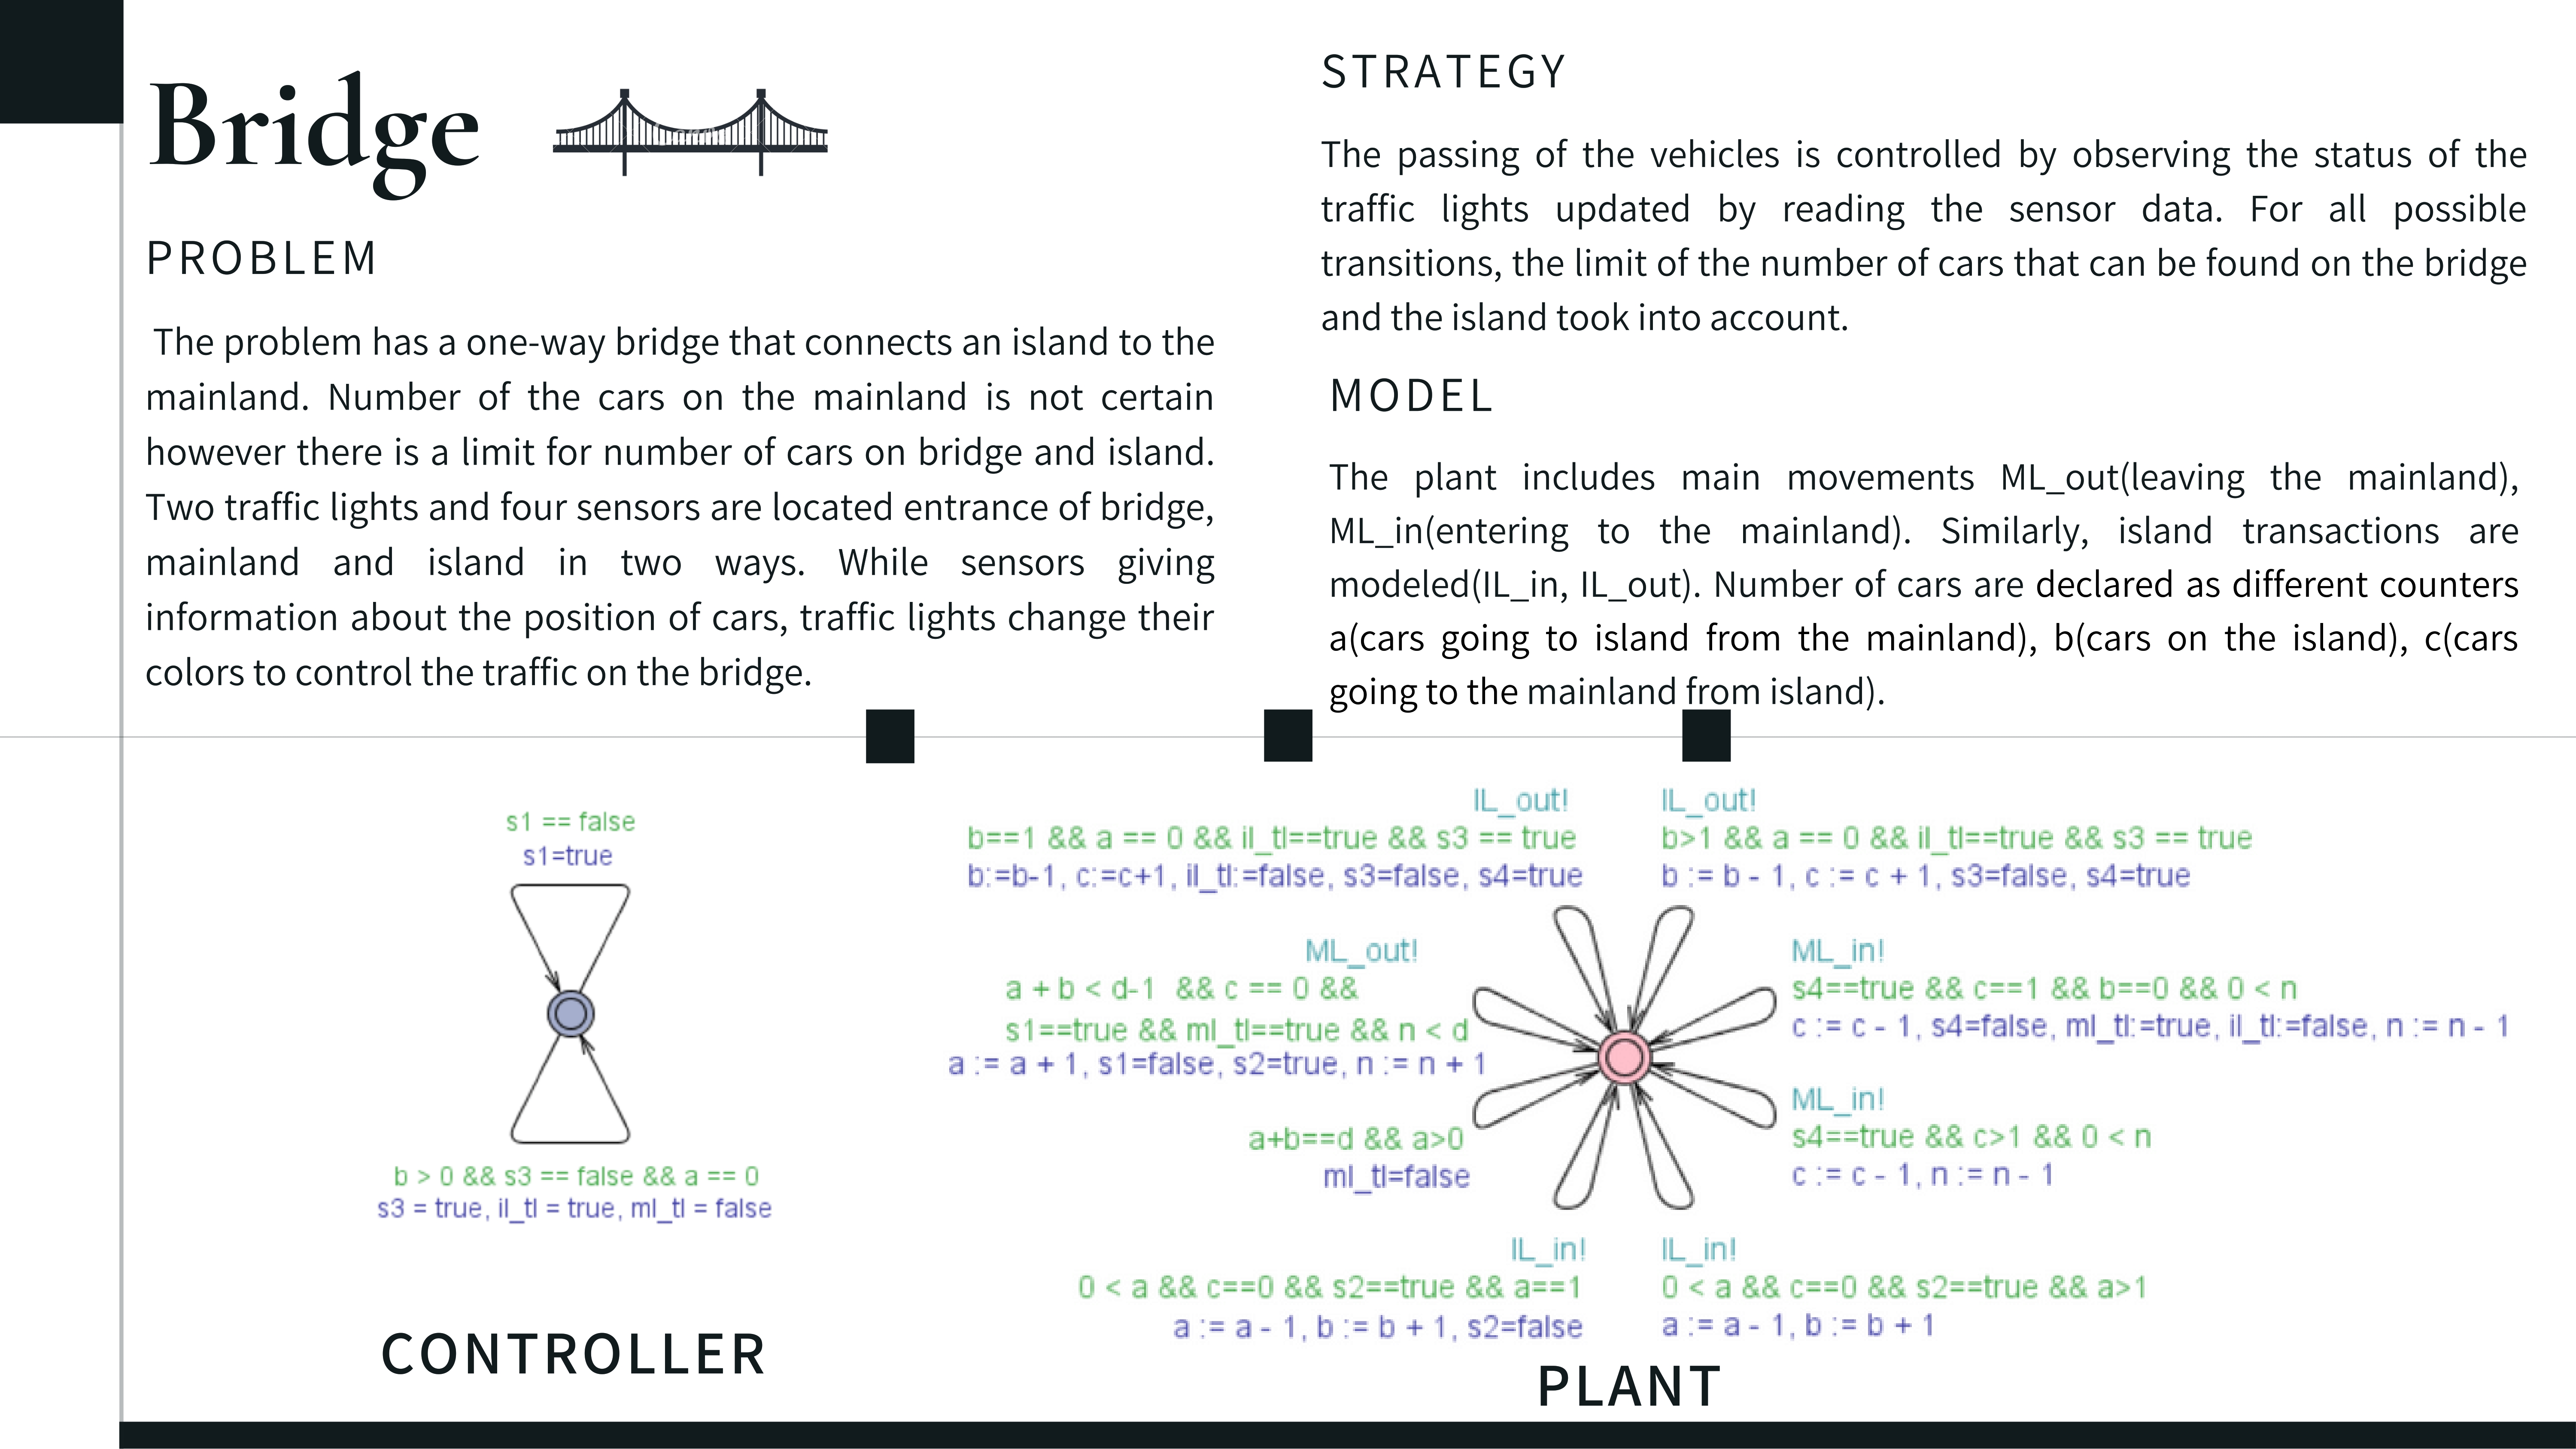 Bridge
PROBLEM
The problem has a one-way bridge that connects an island to the
mainland. Number of the cars on the mainland is not certain
however there is a limit for number of cars on bridge and island.
Two traffic lights and four sensors are located entrance of bridge,
mainland and island in two ways. While sensors giving
information about the position of cars, traffic lights change their
colors to control the traffic on the bridge.
STRATEGY
The passing of the vehicles is controlled by observing the status of the
traffic lights updated by reading the sensor data. For all possible
transitions, the limit of the number of cars that can be found on the bridge
and the island took into account.
MODEL
The plant includes main movements ML_out(leaving the mainland),
ML_in(entering to the mainland). Similarly, island transactions are
modeled(IL_in, IL_out). Number of cars are declared as different counters
a(cars going to island from the mainland), b(cars on the island), c(cars
going to the mainland from island).
s1 == false
s1=true
b > 0 && s3 == false && a == 0
s3 = true, il_tl = true, ml_tl = false
CONTROLLER
IL_out!
b==1 && a == 0 && il_tl==true && s3 == true
b:=b-1, c:=c+1, il_tl:=false, s3=false, s4=true
IL_out!
b>1 && a == 0 && il_tl==true && s3 == true
b := b - 1, c := c + 1, s3=false, s4=true
ML_out!
a + b < d-1 && c == 0 &&
s1==true && ml_tl==true && n < d
a := a + 1, s1=false, s2=true, n := n + 1
ML_in!
s4==true && c==1 && b==0 && 0 < n
c := c - 1, s4=false, ml_tl:=true, il_tl:=false, n := n - 1
a+b==d && a>0
ml_tl=false
ML_in!
s4==true && c>1 && 0 < n
c := c - 1, n := n - 1
IL_in!
0 < a && c==0 && s2==true && a==1
a := a - 1, b := b + 1, s2=false
IL_in!
0 < a && c==0 && s2==true && a>1
a := a - 1, b := b + 1
PLANT